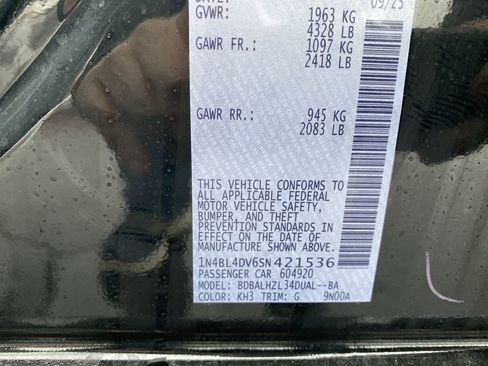 09/25
GVWR: 1963 KG
4328 LB
GAWR FR.: 1097 KG
2418 LB
GAWR RR.: 945 KG
2083 LB
THIS VEHICLE CONFORMS TO
ALL APPLICABLE FEDERAL
MOTOR VEHICLE SAFETY,
BUMPER, AND THEFT
PREVENTION STANDARDS IN
EFFECT ON THE DATE OF
MANUFACTURE SHOWN ABOVE.
1N4BL4DV6SN421536
PASSENGER CAR 604920
MODEL: BDBALHZL34DUAL--BA
COLOR: KH3 TRIM: G 9N00A